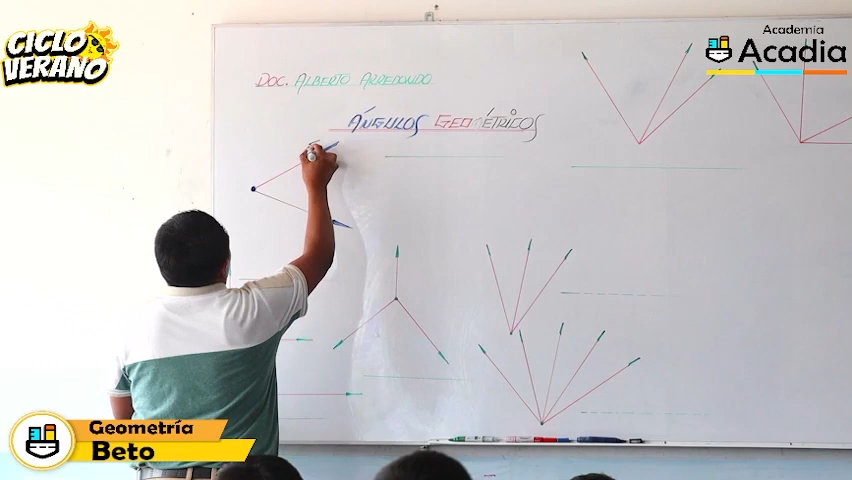 CICLO
VERANO
Academia
Acadia
DOC. ALBERTO ARREDONDO
ÁNGULOS GEOMÉTRICOS
Geometría
Beto